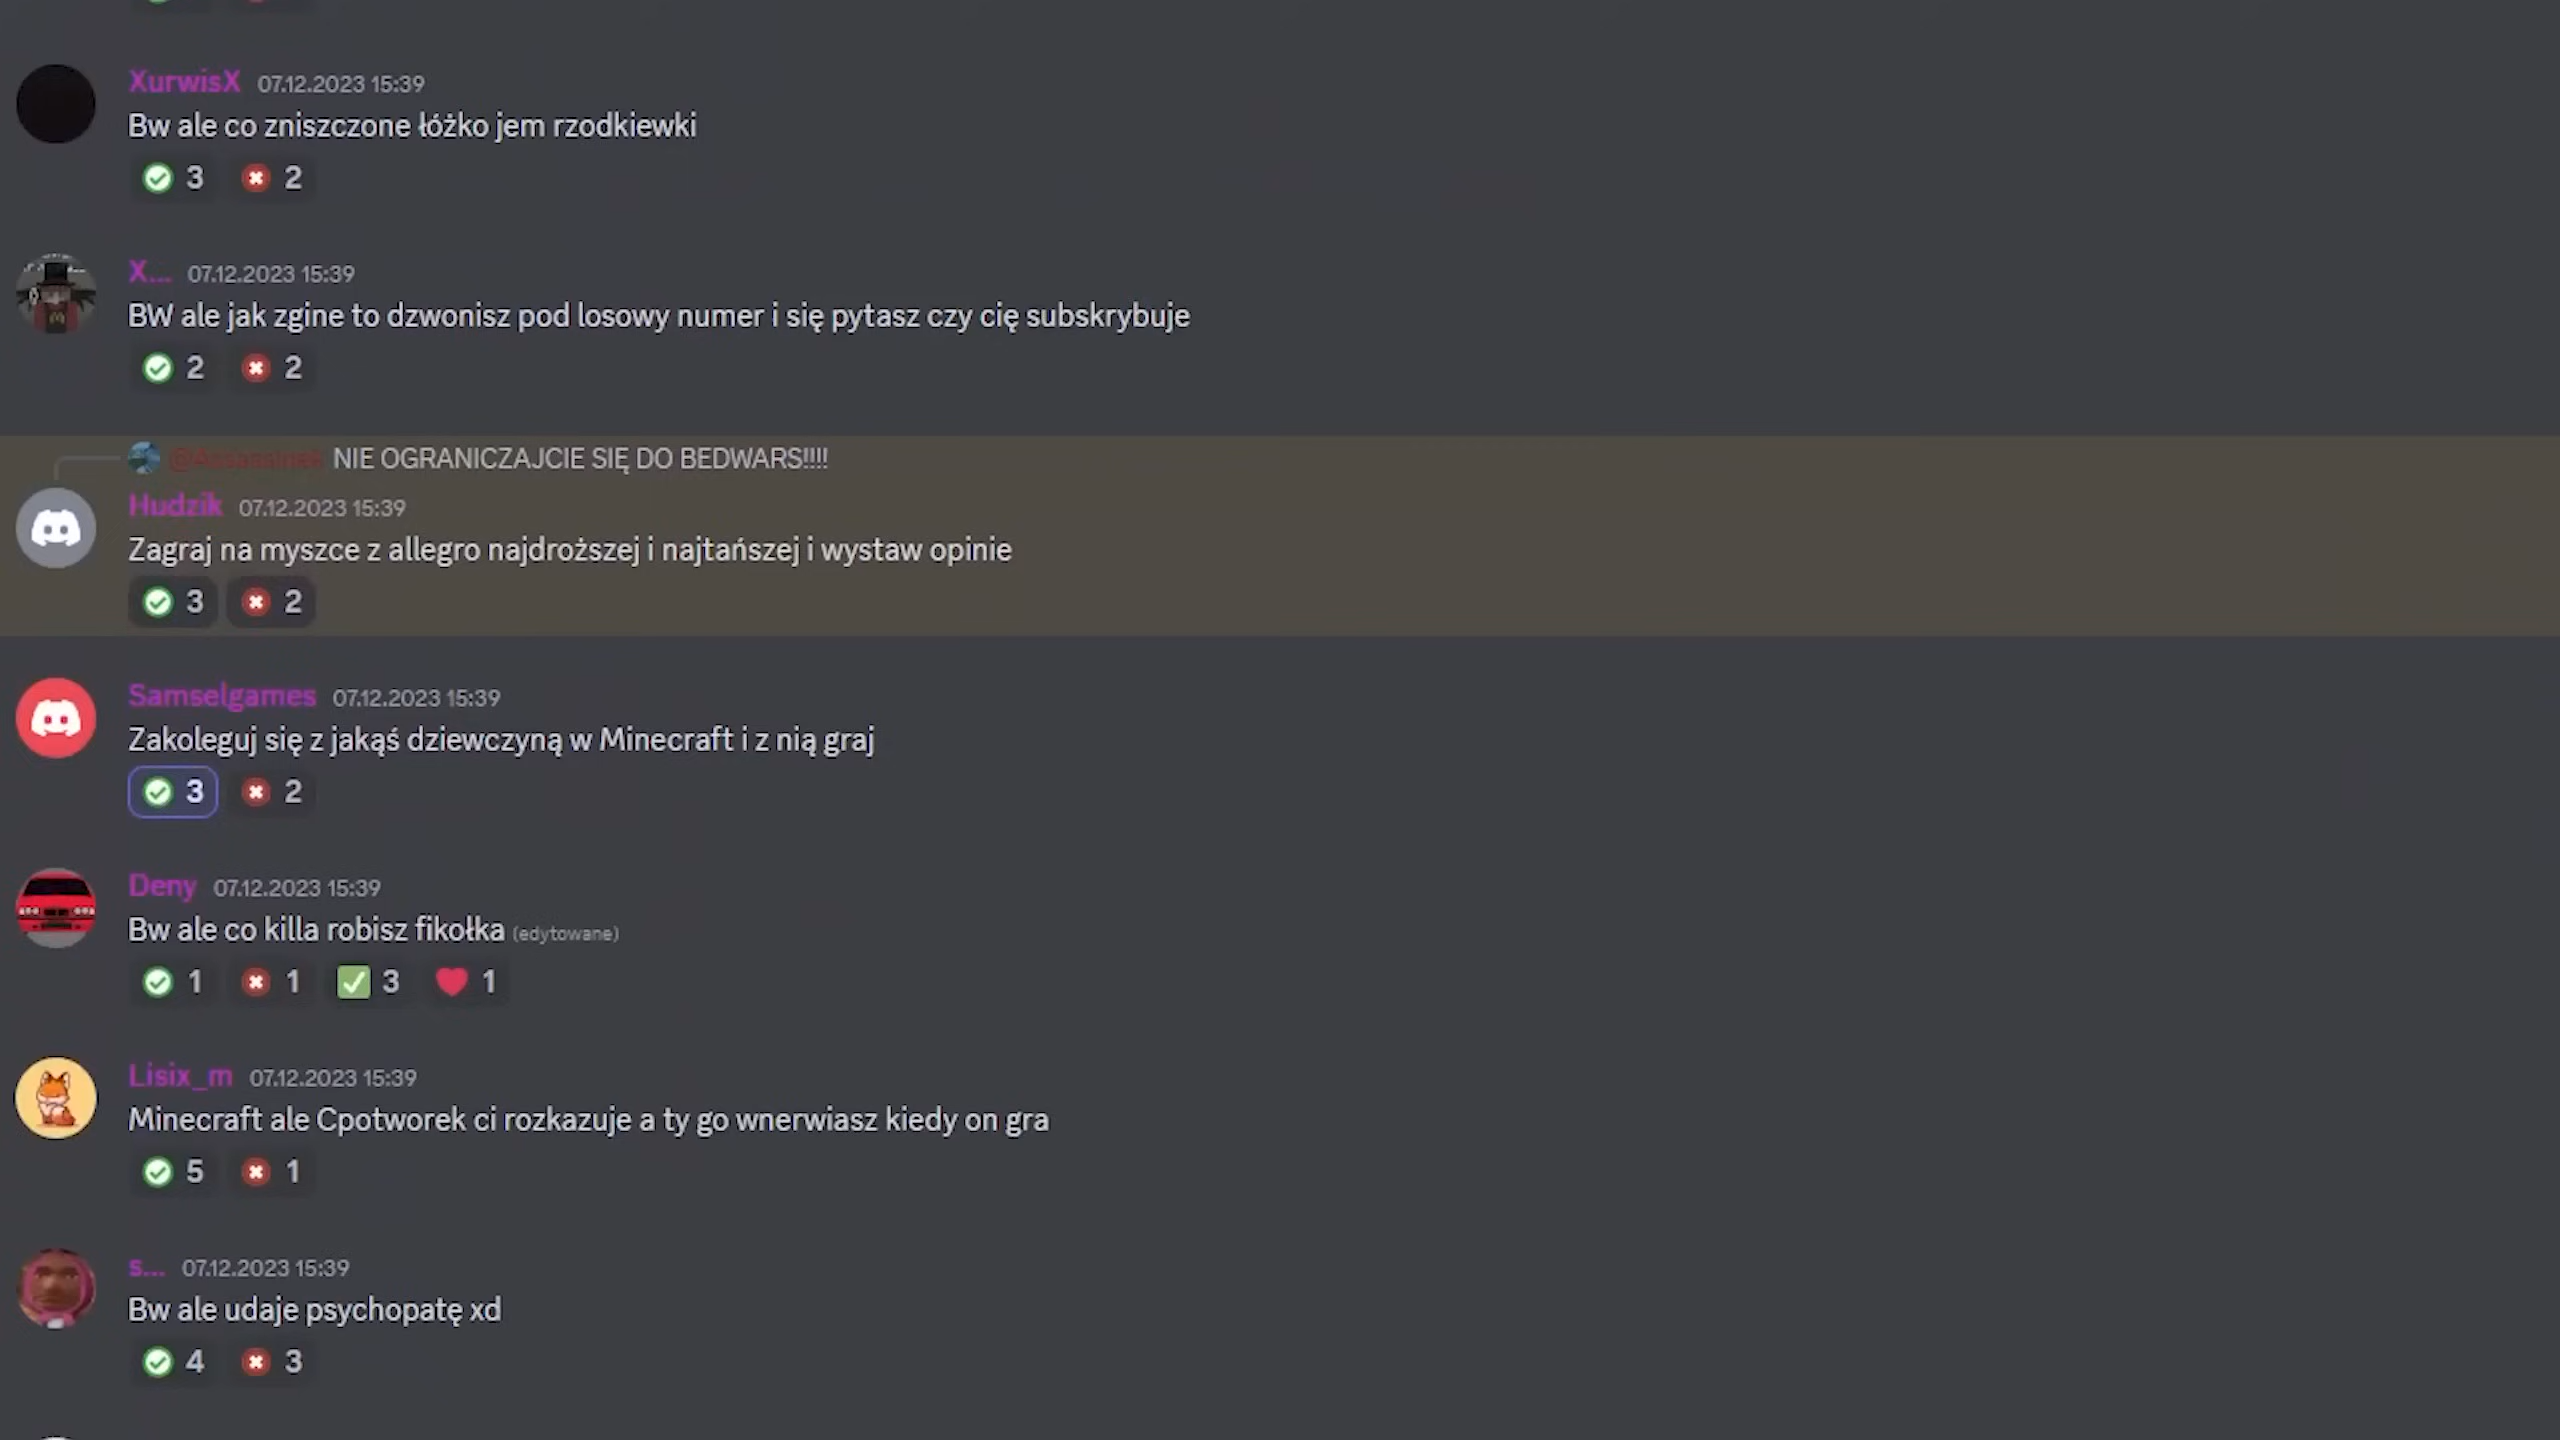 XurwisX 07.12.2023 15:39
Bw ale co zniszczone łóżko jem rzodkiewki
3 2
X... 07.12.2023 15:39
BW ale jak zgine to dzwonisz pod losowy numer i się pytasz czy cię subskrybuje
2 2
NIE OGRANICZAJCIE SIĘ DO BEDWARS!!!!
Hudzik 07.12.2023 15:39
Zagraj na myszce z allegro najdroższej i najtańszej i wystaw opinie
3 2
Samselgames 07.12.2023 15:39
Zakoleguj się z jakąś dziewczyną w Minecraft i z nią graj
3 2
Deny 07.12.2023 15:39
Bw ale co killa robisz fikołka (edytowane)
1 1 3 1
Lisix_m 07.12.2023 15:39
Minecraft ale Cpotworek ci rozkazuje a ty go wnerwiasz kiedy on gra
5 1
s... 07.12.2023 15:39
Bw ale udaje psychopatę xd
4 3